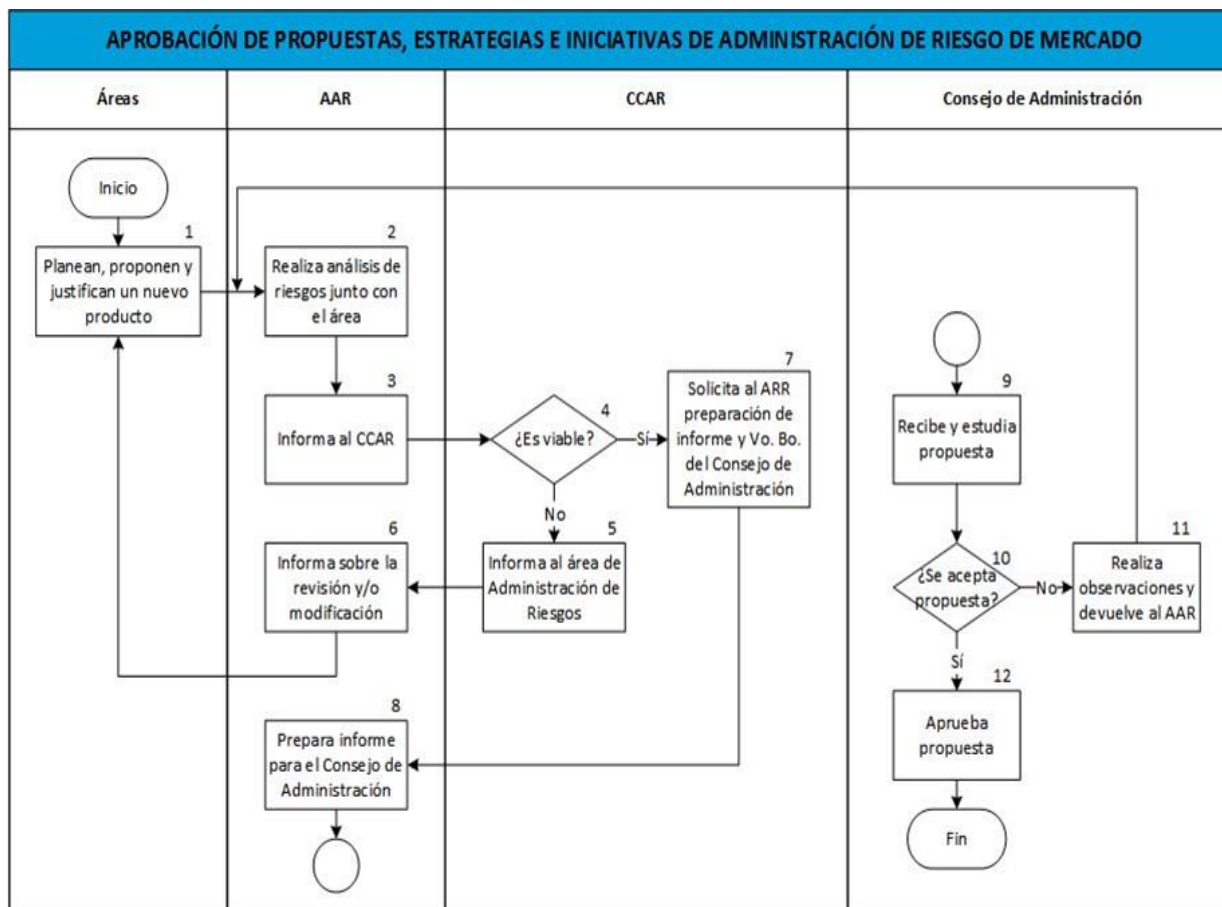 APROBACIÓN DE PROPUESTAS, ESTRATEGIAS E INICIATIVAS DE ADMINISTRACIÓN DE RIESGO DE MERCADO
Áreas
AAR
CCAR
Consejo de Administración
Inicio
1
Planean, proponen y
justifican un nuevo
producto
2
Realiza análisis de
riesgos junto con
el área
3
Informa al CCAR
4
¿Es viable?
Sí
No
5
Informa al área de
Administración de
Riesgos
6
Informa sobre la
revisión y/o
modificación
7
Solicita al ARR
preparación de
informe y Vo. Bo.
del Consejo de
Administración
8
Prepara informe
para el Consejo de
Administración
9
Recibe y estudia
propuesta
10
¿Se acepta
propuesta?
No
Sí
11
Realiza
observaciones y
devuelve al AAR
12
Aprueba
propuesta
Fin